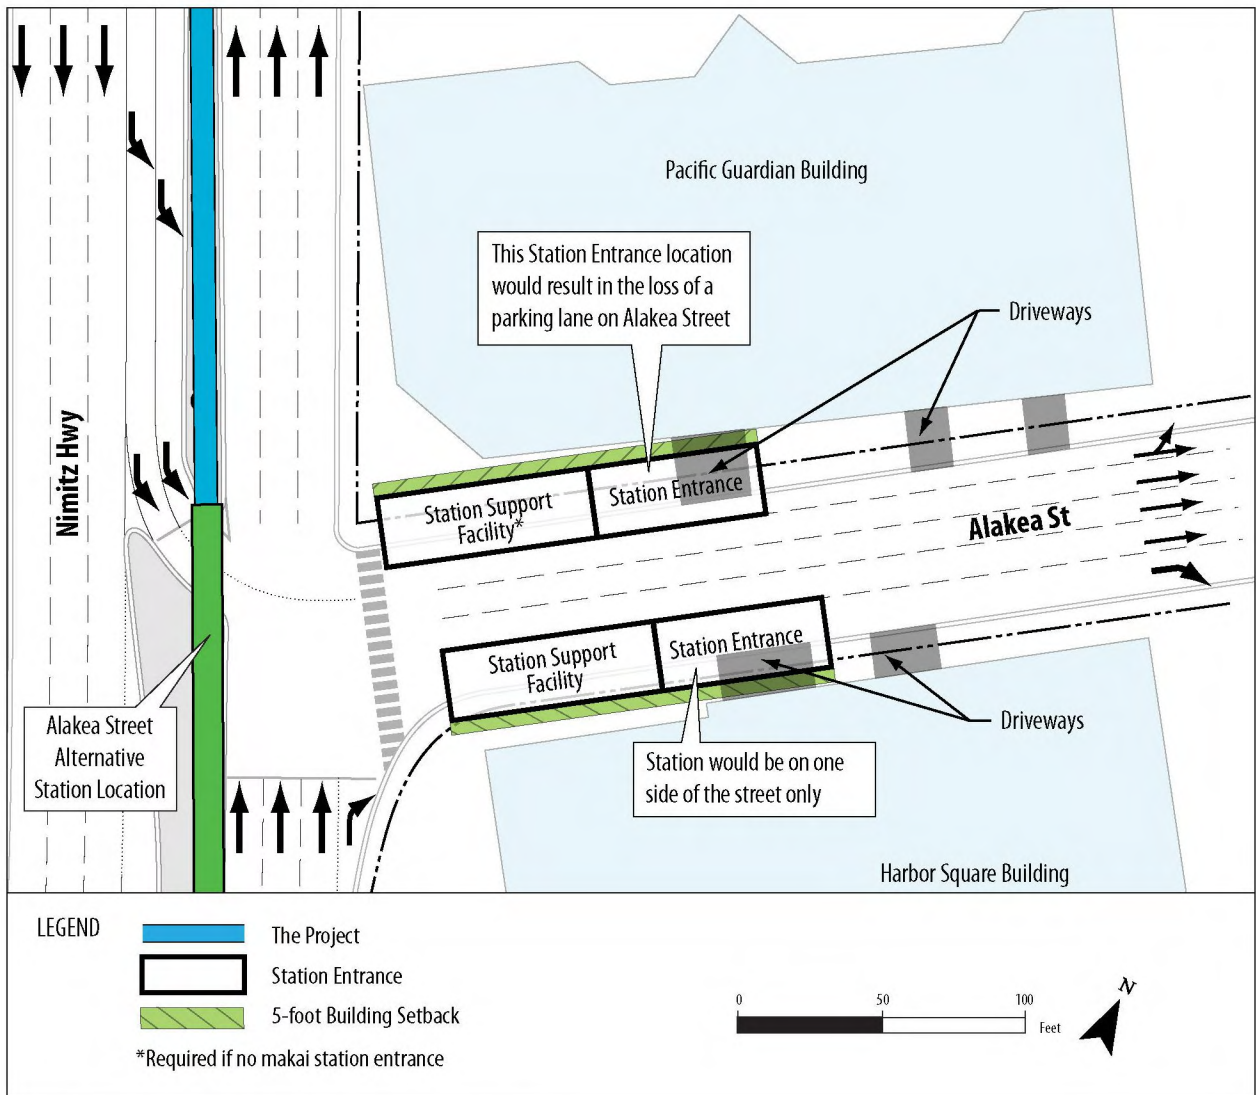 Pacific Guardian Building
This Station Entrance location
would result in the loss of a
parking lane on Alakea Street
Driveways
Nimitz Hwy
Station Support
Facility*
Station Entrance
Alakea St
Station Support
Facility
Station Entrance
Alakea Street
Alternative
Station Location
Driveways
Station would be on one
side of the street only
Harbor Square Building
LEGEND
The Project
Station Entrance
5-foot Building Setback
*Required if no makai station entrance
0 50 100
Feet
N